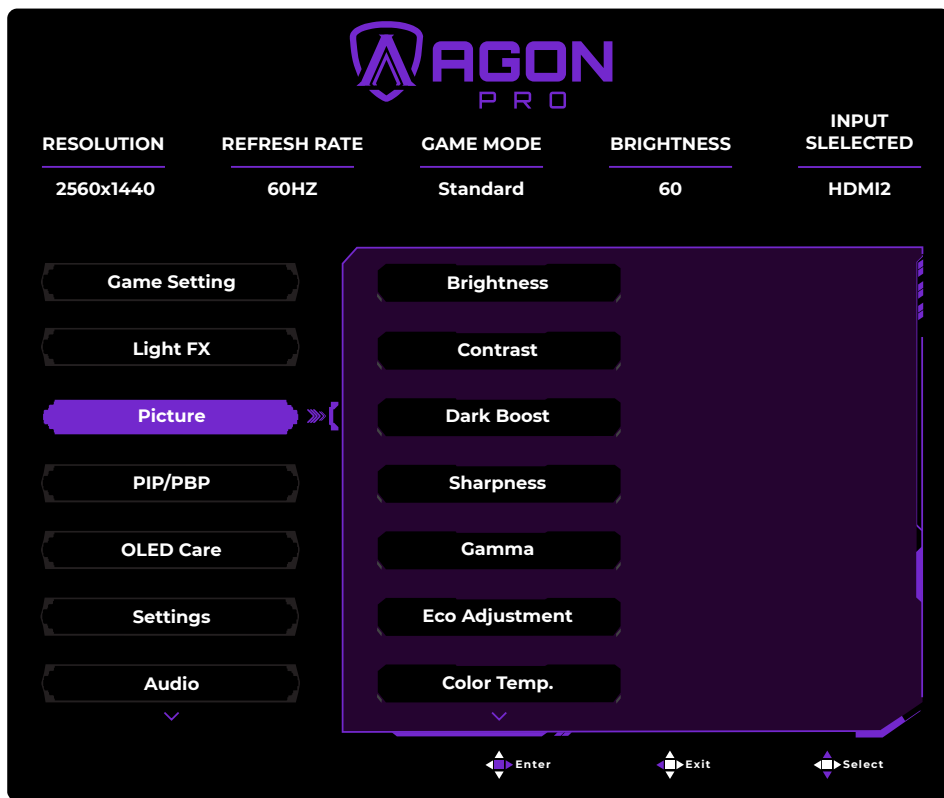 AGON
PRO
RESOLUTION
REFRESH RATE
GAME MODE
BRIGHTNESS
INPUT
SLELECTED
2560x1440
60HZ
Standard
60
HDMI2
Game Setting
Light FX
Picture
PIP/PBP
OLED Care
Settings
Audio
Brightness
Contrast
Dark Boost
Sharpness
Gamma
Eco Adjustment
Color Temp.
Enter
Exit
Select